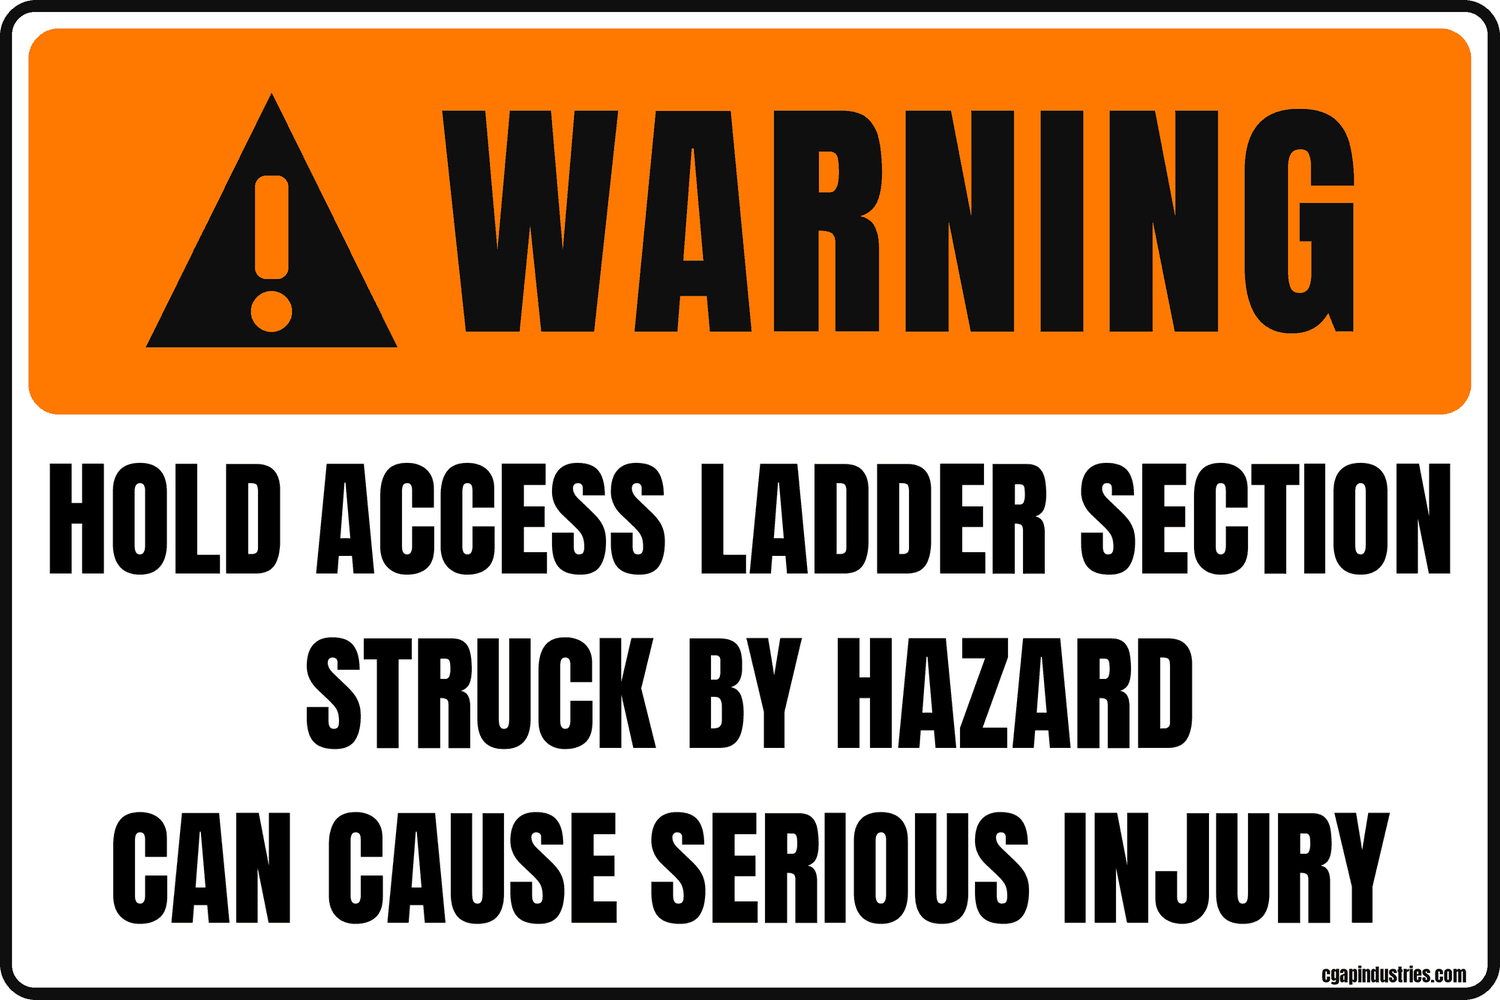 WARNING
HOLD ACCESS LADDER SECTION
STRUCK BY HAZARD
CAN CAUSE SERIOUS INJURY
cgapindustries.com